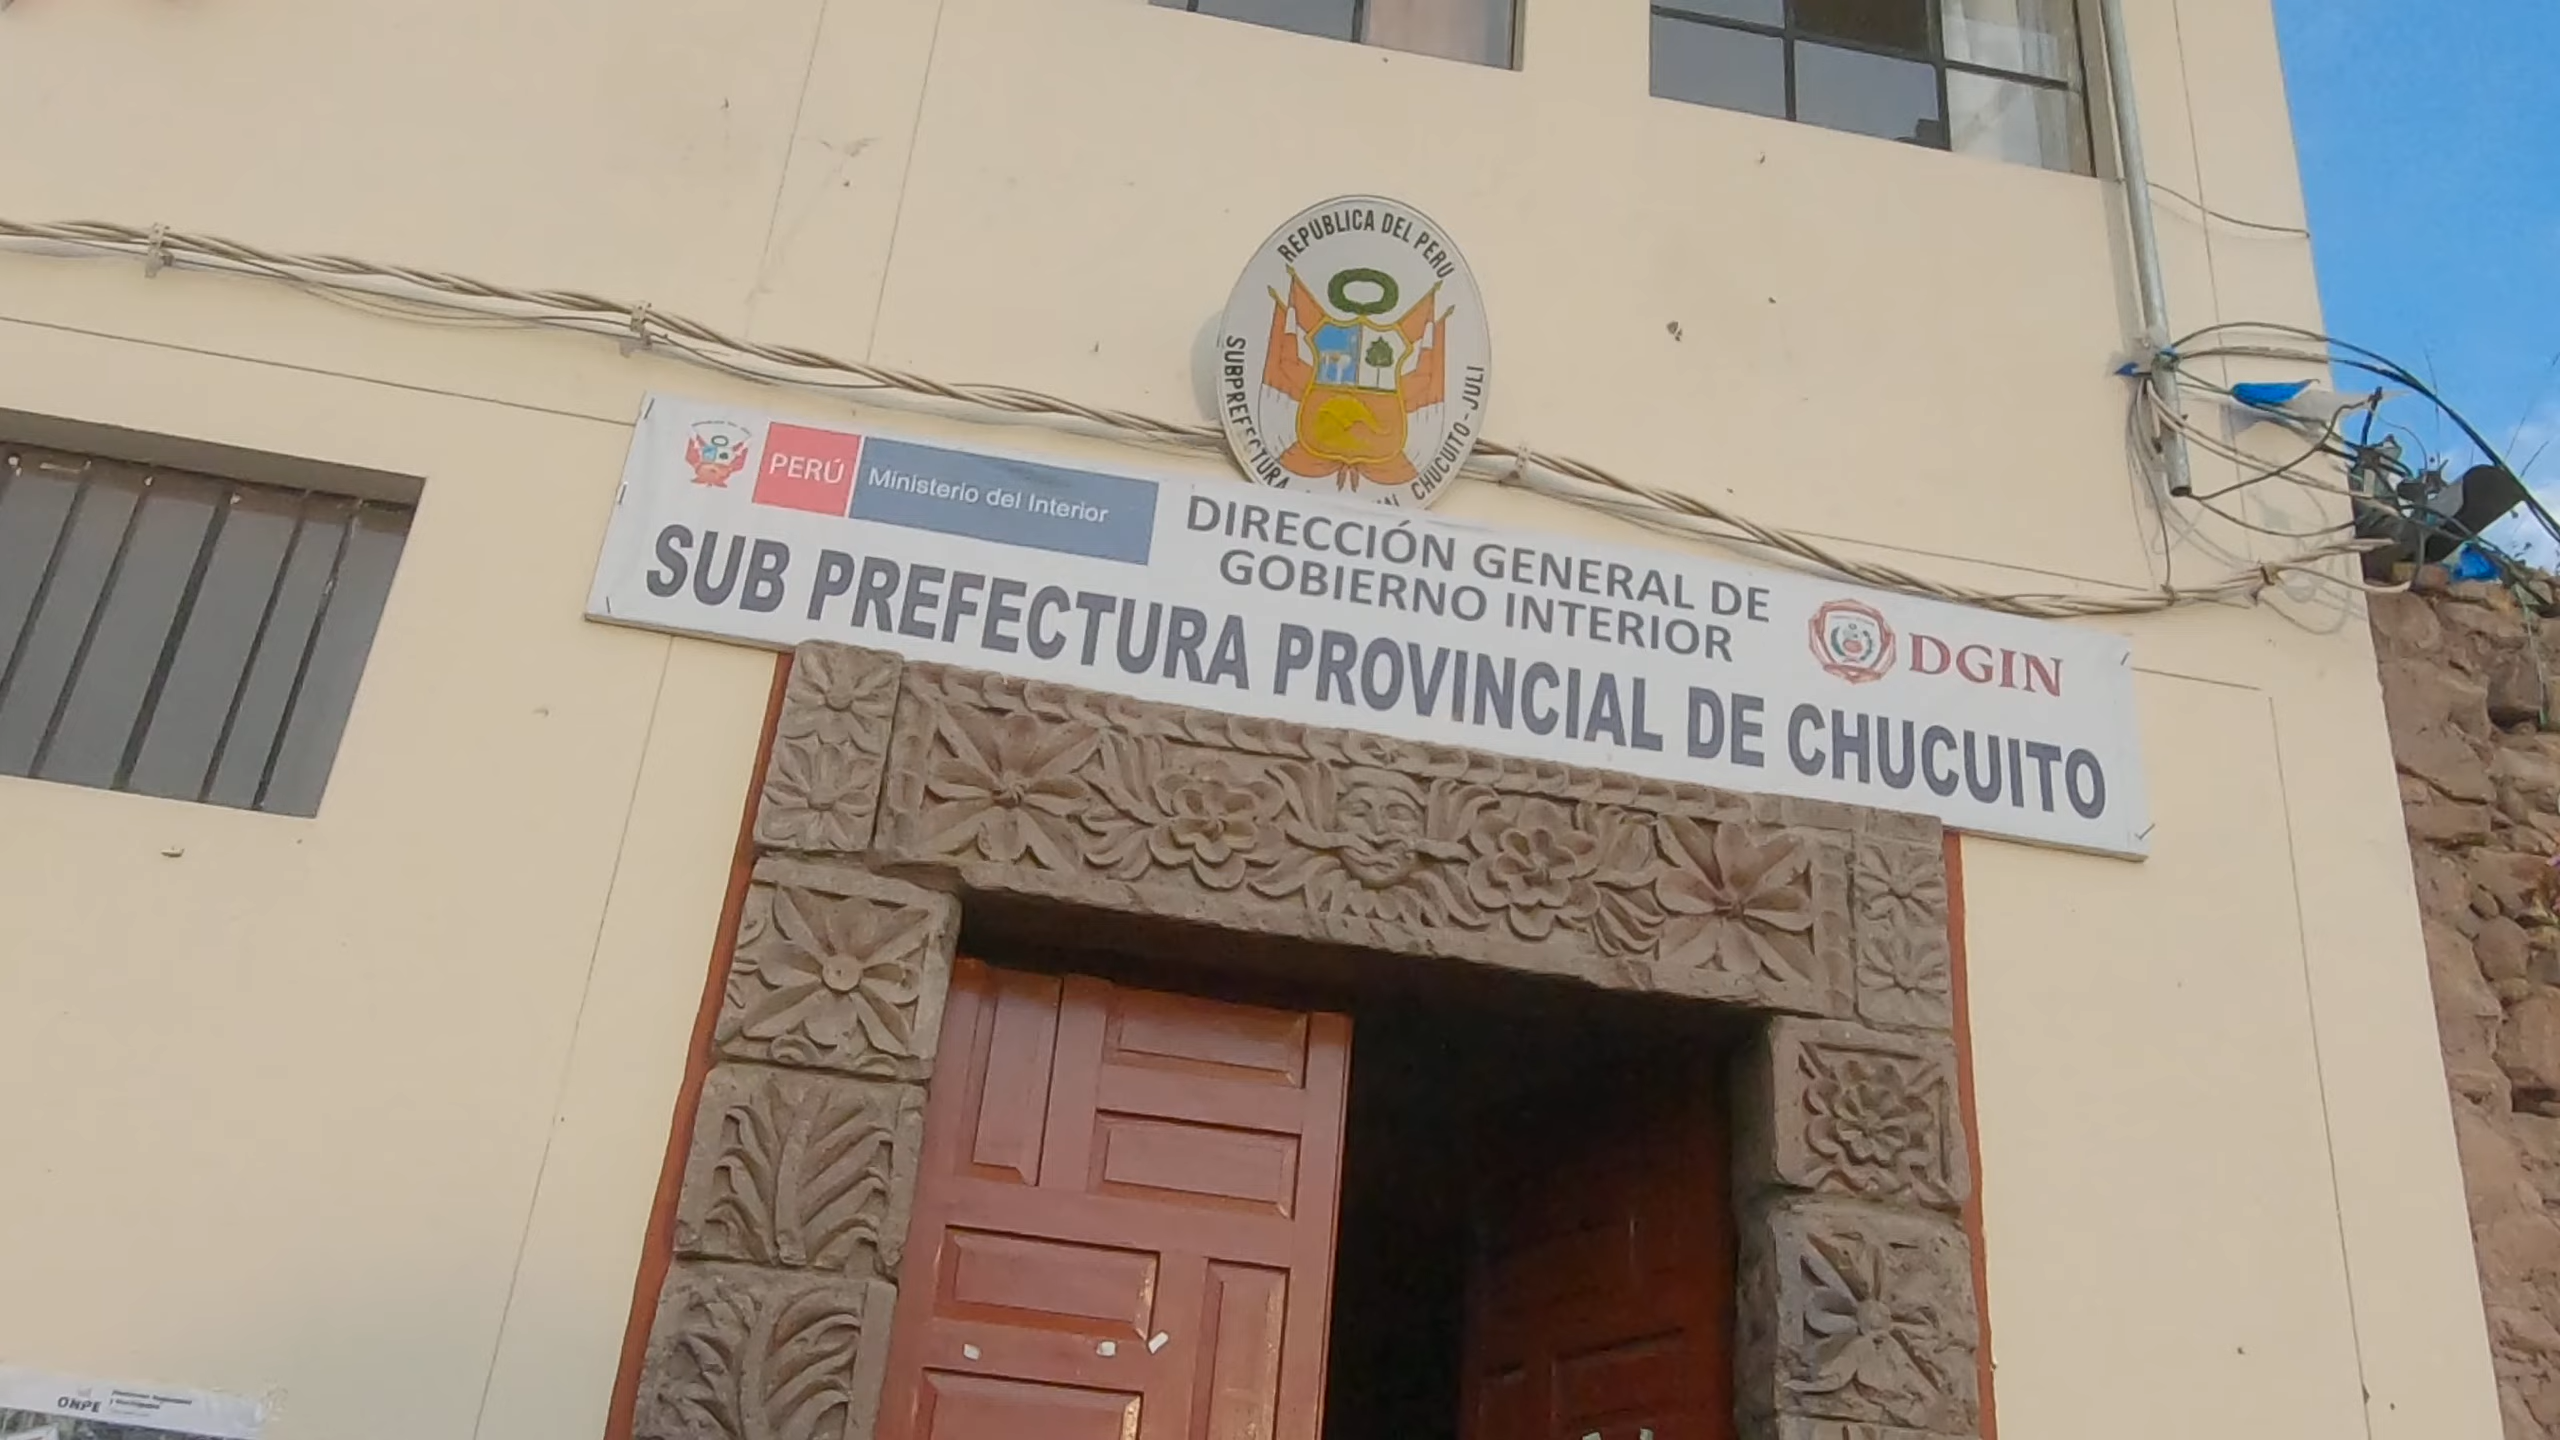 REPÚBLICA DEL PERU
SUBPREFECTURA
CHUCUITO - JULI
PERÚ
Ministerio del Interior
DIRECCIÓN GENERAL DE
GOBIERNO INTERIOR
DGIN
SUB PREFECTURA PROVINCIAL DE CHUCUITO
ONPE